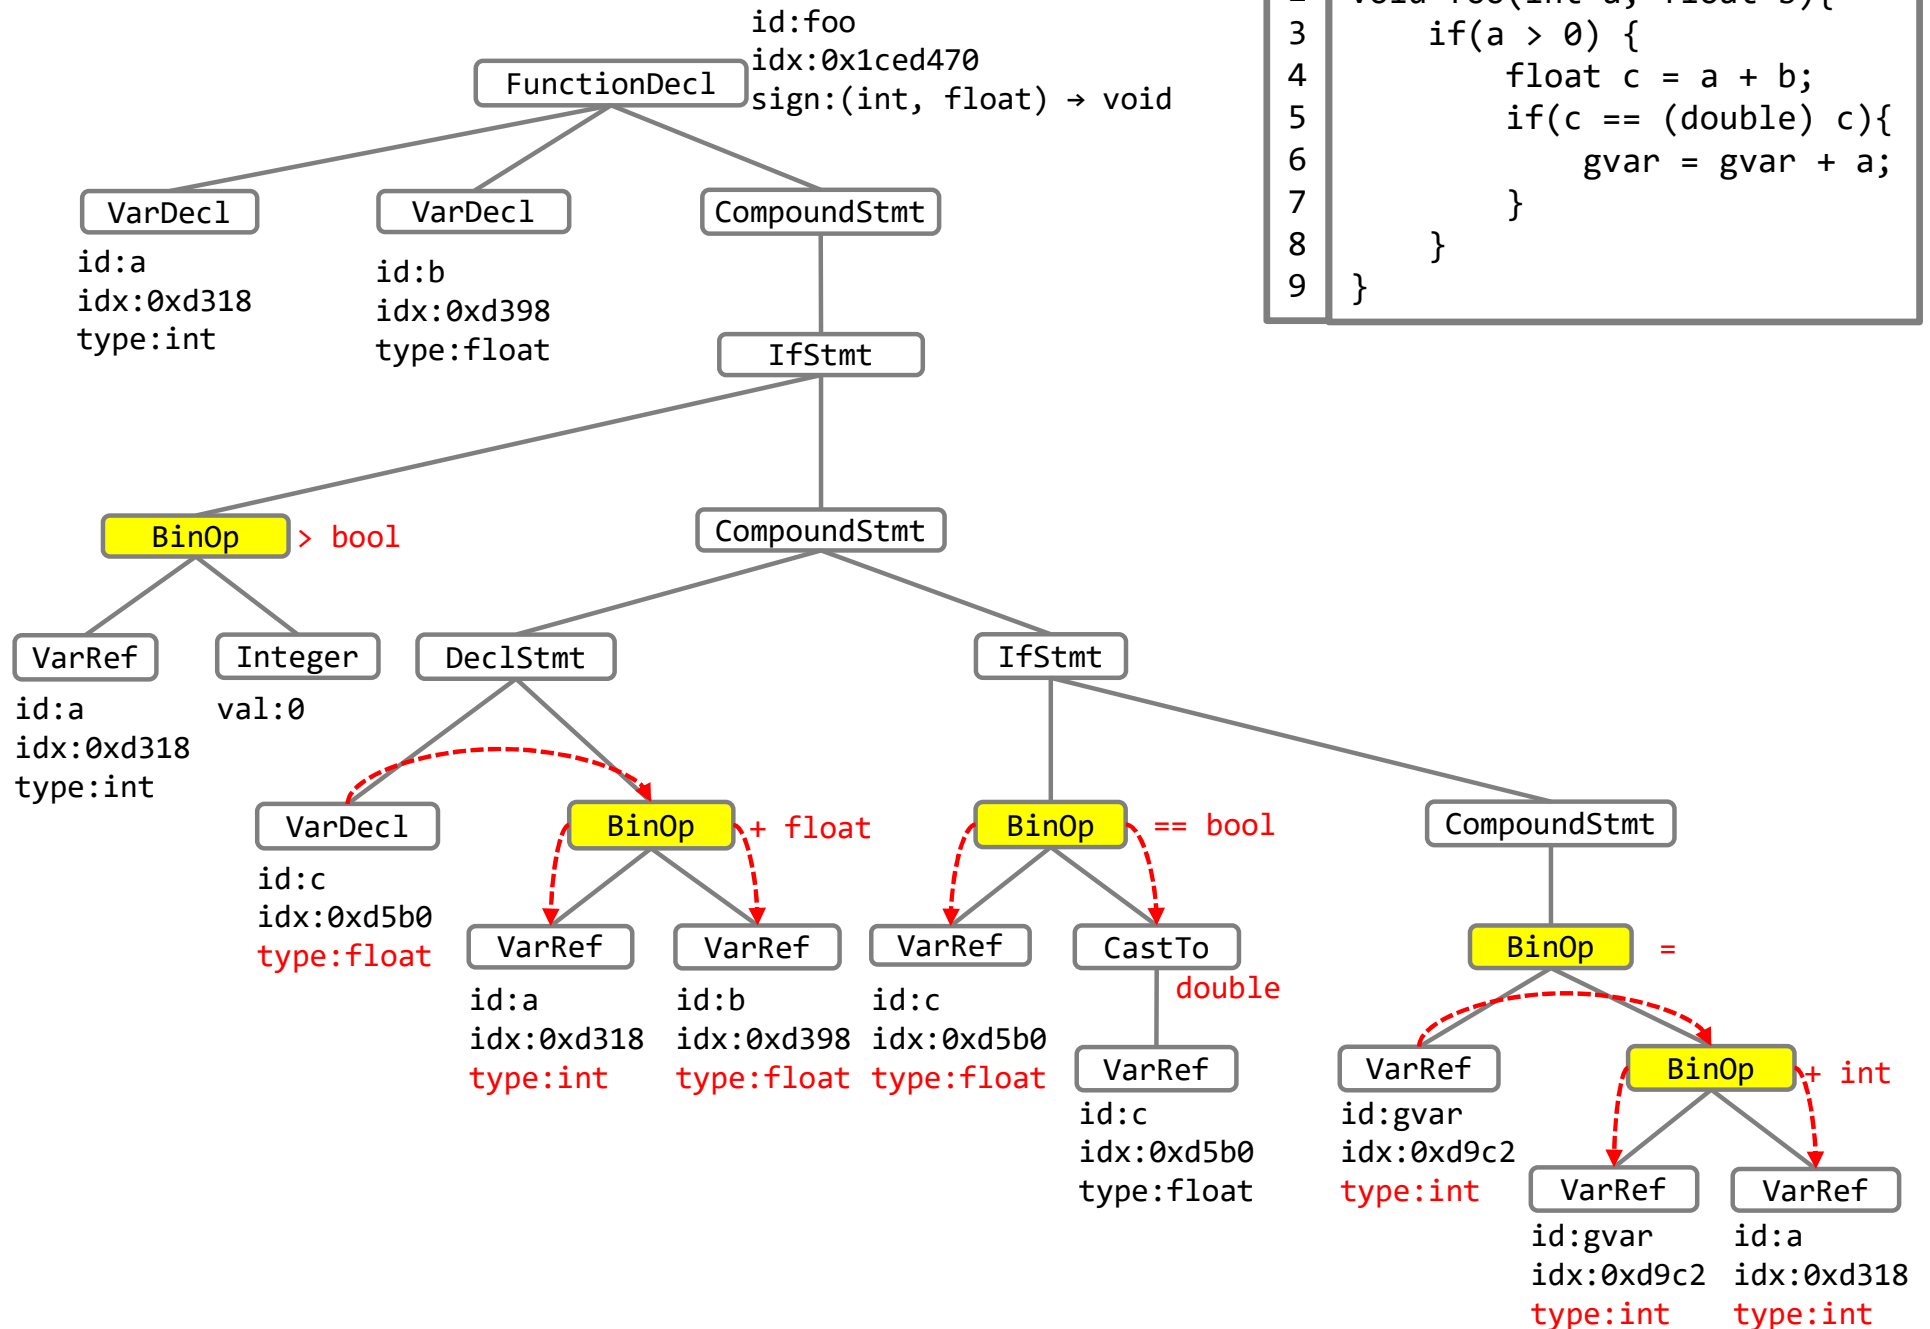 id:foo
idx:0x1ced470
sign:(int, float) → void
FunctionDecl
3 if(a > 0) {
4 float c = a + b;
5 if(c == (double) c){
6 gvar = gvar + a;
7 }
8 }
9 }
VarDecl
id:a
idx:0xd318
type:int
VarDecl
id:b
idx:0xd398
type:float
CompoundStmt
IfStmt
BinOp > bool
CompoundStmt
VarRef
id:a
idx:0xd318
type:int
Integer
val:0
DeclStmt
IfStmt
VarDecl
id:c
idx:0xd5b0
type:float
BinOp + float
BinOp == bool
CompoundStmt
VarRef
id:a
idx:0xd318
type:int
VarRef
id:b
idx:0xd398
type:float
VarRef
id:c
idx:0xd5b0
type:float
CastTo
double
BinOp =
VarRef
id:c
idx:0xd5b0
type:float
VarRef
id:gvar
idx:0xd9c2
type:int
BinOp + int
VarRef
id:gvar
idx:0xd9c2
type:int
VarRef
id:a
idx:0xd318
type:int